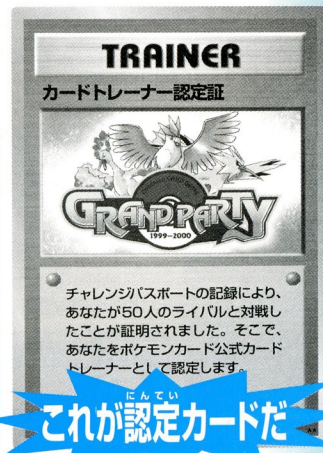 TRAINER
カードトレーナー認定証
GRAND PARTY
1999-2000
チャレンジパスポートの記録により、
あなたが50人のライバルと対戦し
たことが証明されました。そこで、
あなたをポケモンカード公式カード
トレーナーとして認定します。
にんてい
これが認定カードだ